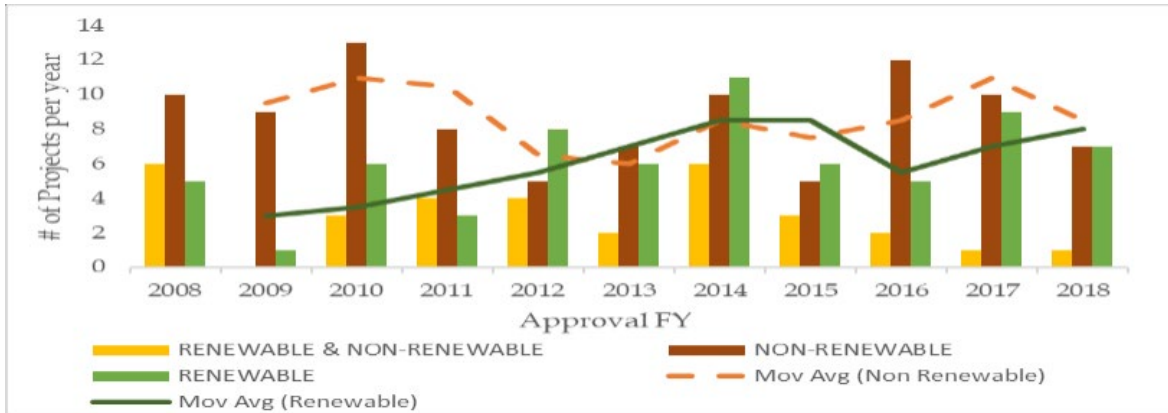 14
12
10
8
6
4
2
0
# of Projects per year
2008 2009 2010 2011 2012 2013 2014 2015 2016 2017 2018
Approval FY
RENEWABLE & NON-RENEWABLE NON-RENEWABLE
RENEWABLE Mov Avg (Non Renewable)
Mov Avg (Renewable)